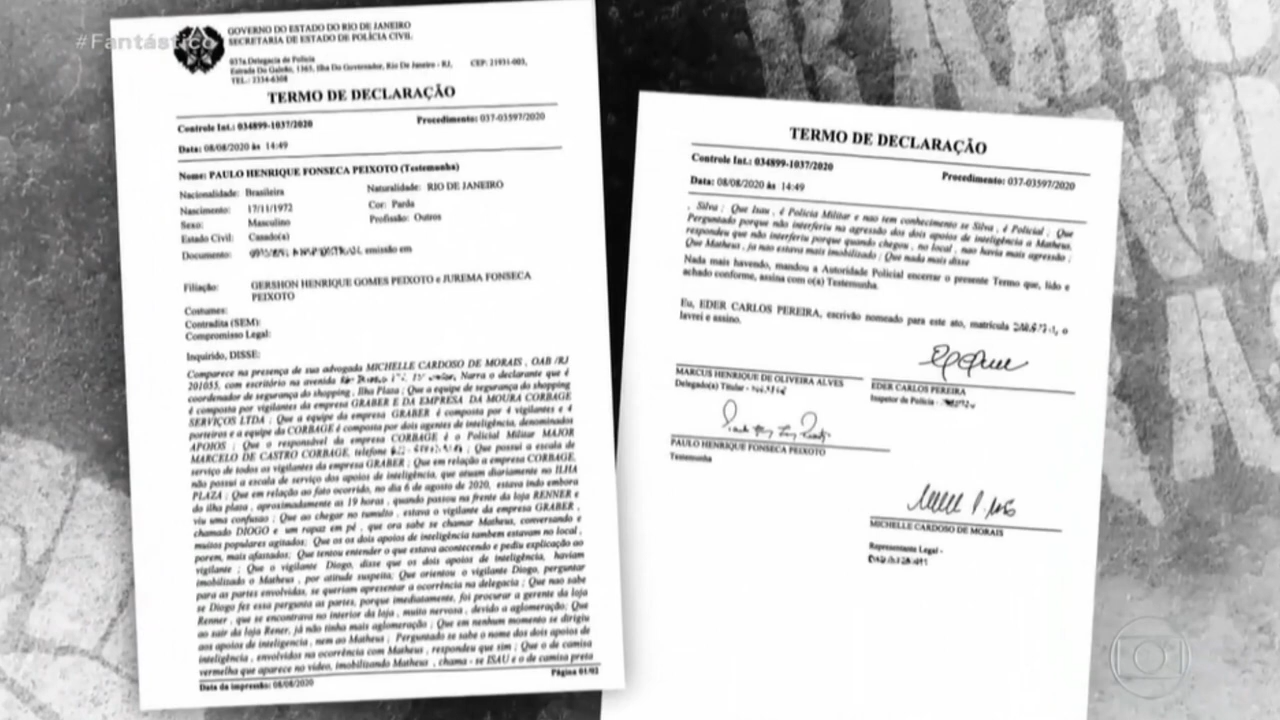 #Fantástico
GOVERNO DO ESTADO DO RIO DE JANEIRO
SECRETARIA DE ESTADO DE POLÍCIA CIVIL
037a Delegacia de Polícia
Estrada Do Galeão, 1365, Ilha Do Governador, Rio De Janeiro - RJ, CEP: 21931-003,
TEL.: 2334-6308
TERMO DE DECLARAÇÃO
Controle Int.: 034899-1037/2020 Procedimento: 037-03597/2020
Data: 08/08/2020 às 14:49
Nome: PAULO HENRIQUE FONSECA PEIXOTO (Testemunha)
Nacionalidade: Brasileira Naturalidade: RIO DE JANEIRO
Nascimento: 17/11/1972 Cor: Parda
Sexo: Masculino Profissão: Outros
Estado Civil: Casado(a)
Documento: emissão em
Filiação: GERSHON HENRIQUE GOMES PEIXOTO e JUREMA FONSECA
PEIXOTO
Costumes:
Contradita (SEM):
Compromisso Legal:
Inquirido, DISSE:
Comparece na presença de sua advogada MICHELLE CARDOSO DE MORAIS , OAB /RJ
201055, com escritório na avenida Narra o declarante que é
coordenador de segurança do shopping , Ilha Plaza ; Que a equipe de segurança do shopping
é composta por vigilantes da empresa GRABER E DA EMPRESA DA MOURA CORBAGE
SERVIÇOS LTDA ; Que a equipe da empresa GRABER é composta por 4 vigilantes e 4
porteiros e a equipe da CORBAGE é composta por dois agentes de inteligência, denominados
APOIOS ; Que o responsável da empresa CORBAGE é o Policial Militar MAJOR
MARCELO DE CASTRO CORBAGE, telefone ; Que possui a escala de
serviço de todos os vigilantes da empresa GRABER ; Que em relação a empresa CORBAGE,
não possui a escala de serviço dos apoios de inteligência, que atuam diariamente no ILHA
PLAZA ; Que em relação ao fato ocorrido, no dia 6 de agosto de 2020, estava indo embora
do ilha plaza , aproximadamente as 19 horas , quando passou na frente da loja RENNER e
viu uma confusão ; Que ao chegar no tumulto , estava o vigilante da empresa GRABER ,
chamado DIOGO e um rapaz em pé , que ora sabe se chamar Matheus, conversando e
muitos populares agitados; Que os os dois apoios de inteligência tambem estavam no local ,
porem, mais afastados; Que tentou entender o que estava acontecendo e pediu explicação ao
vigilante ; Que o vigilante Diogo, disse que os dois apoios de inteligência, haviam
imobilizado o Matheus , por atitude suspeita; Que orientou o vigilante Diogo, perguntar
para as partes envolvidas, se queriam apresentar a ocorrência na delegacia ; Que nao sabe
se Diogo fez essa pergunta as partes, porque imediatamente, foi procurar a gerente da loja
Renner , que se encontrava no interior da loja , muito nervosa , devido a aglomeração; Que
ao sair da loja Rener, já não tinha mais aglomeração ; Que em nenhum momento se dirigiu
ao aos apoios de inteligencia , nem ao Matheus ; Perguntado se sabe o nome dos dois apoios de
inteligência , envolvidos na ocorrência com Matheus , respondeu que sim ; Que o de camisa
vermelha que aparece no video, imobilizando Matheus , chama - se ISAU e o de camisa preta
Data da impressão: 08/08/2020 Página 01/02
TERMO DE DECLARAÇÃO
Controle Int.: 034899-1037/2020 Procedimento: 037-03597/2020
Data: 08/08/2020 às 14:49
, Silva ; Que Isau , é Policia Militar e nao tem conhecimento se Silva , é Policial ; Que
Perguntado porque não interferiu na agressão dos dois apoios de inteligência a Matheus,
respondeu que não interferiu porque quando chegou , no local , nao havia mais agressão ;
Que Matheus , ja nao estava mais imobilizado ; Que nada mais disse
Nada mais havendo, mandou a Autoridade Policial encerrar o presente Termo que, lido e
achado conforme, assina com o(a) Testemunha.
Eu, EDER CARLOS PEREIRA, escrivão nomeado para este ato, matrícula , o
lavrei e assino.
MARCUS HENRIQUE DE OLIVEIRA ALVES EDER CARLOS PEREIRA
Delegado(a) Titular - Inspetor de Polícia -
PAULO HENRIQUE FONSECA PEIXOTO
Testemunha
MICHELLE CARDOSO DE MORAIS
Representante Legal -